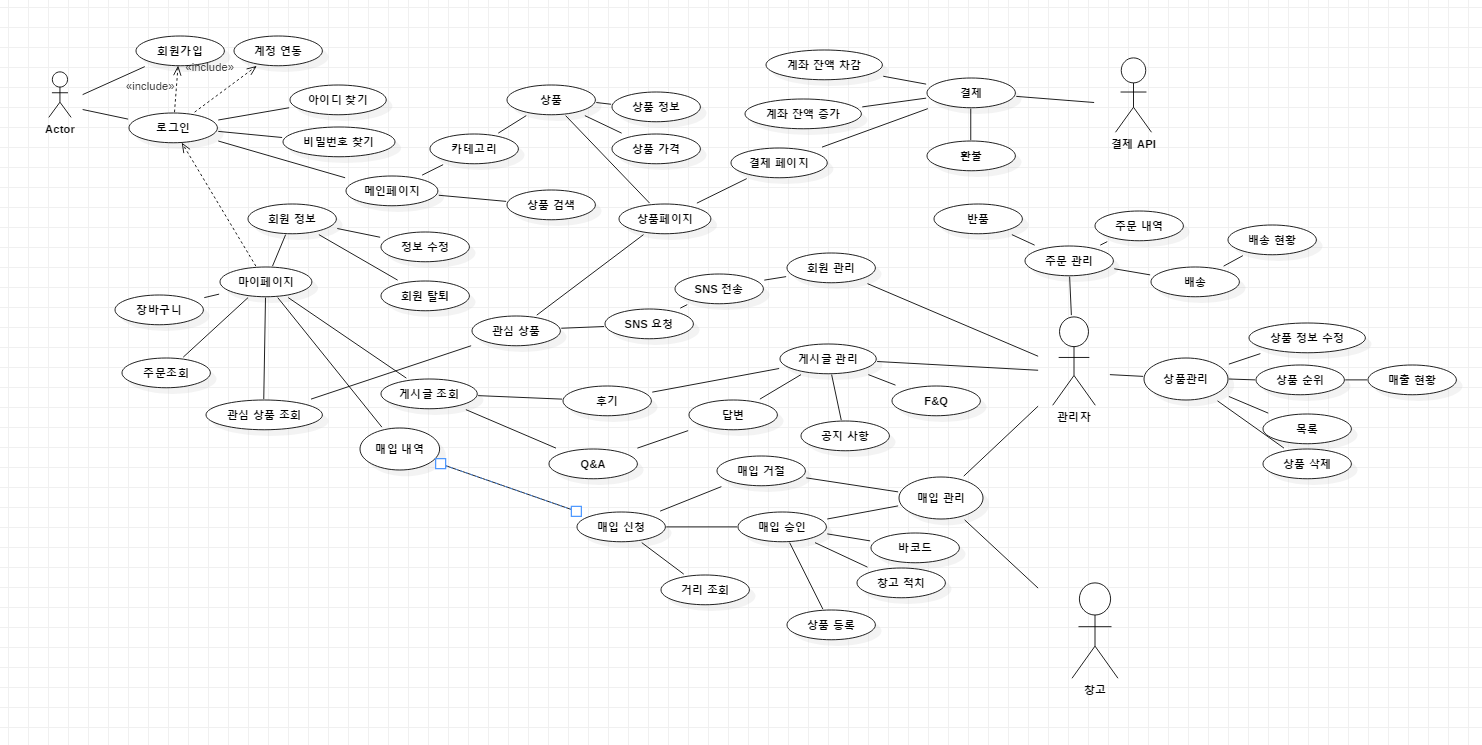 회원가입
계정 연동
«include»
«include»
Actor
로그인
아이디 찾기
비밀번호 찾기
상품
상품 정보
상품 가격
카테고리
메인페이지
상품 검색
계좌 잔액 차감
계좌 잔액 증가
결제
결제 API
환불
결제 페이지
상품페이지
회원 정보
정보 수정
회원 탈퇴
마이페이지
장바구니
주문조회
관심 상품 조회
관심 상품
SNS 요청
SNS 전송
회원 관리
반품
주문 내역
주문 관리
배송
배송 현황
관리자
게시글 관리
게시글 조회
후기
답변
Q&A
공지 사항
F&Q
상품관리
상품 정보 수정
상품 순위
매출 현황
목록
상품 삭제
매입 내역
매입 거절
매입 신청
매입 승인
매입 관리
바코드
창고 적치
거리 조회
상품 등록
창고